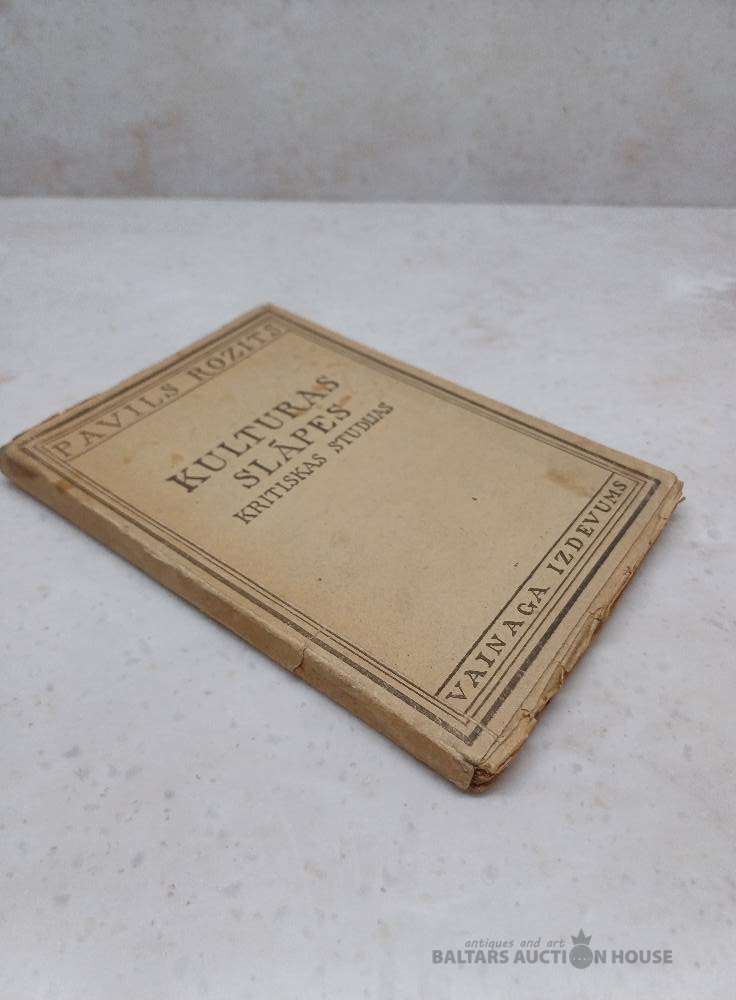 PAVILS ROZITS
KULTURAS
SLĀPES
KRITISKAS STUDIJAS
VAINAGA IZDEVUMS
antiques and art
BALTARS AUCTION HOUSE